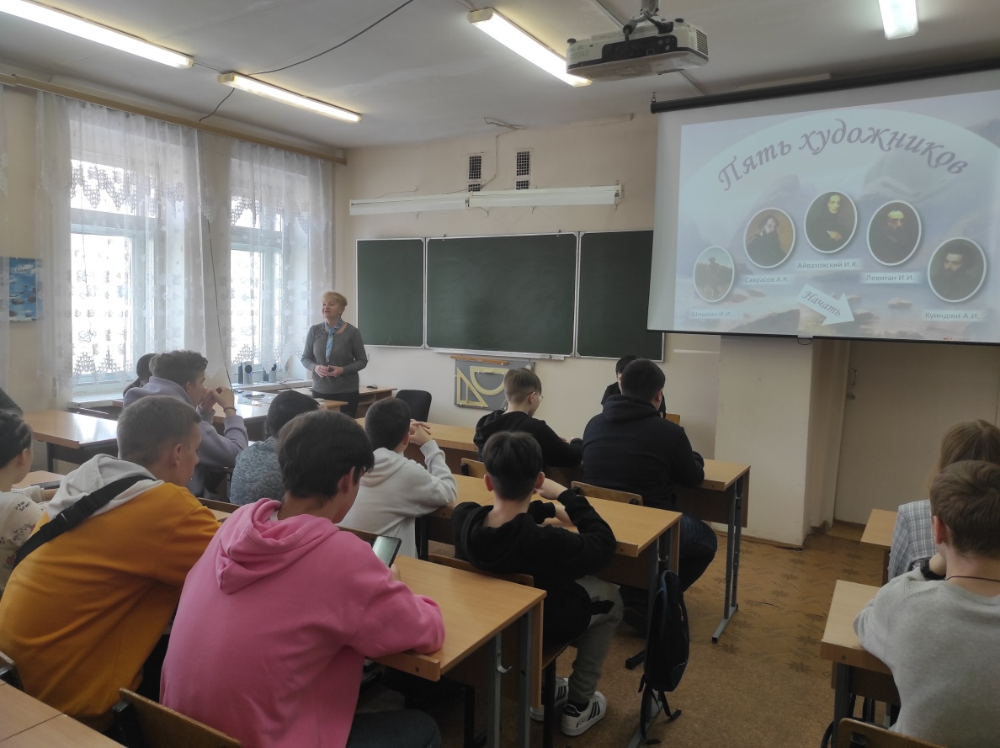 Пять художников
Шишкин И.И.
Саврасов А.К.
Айвазовский И.К.
Левитан И.И.
Куинджи А.И.
Начать